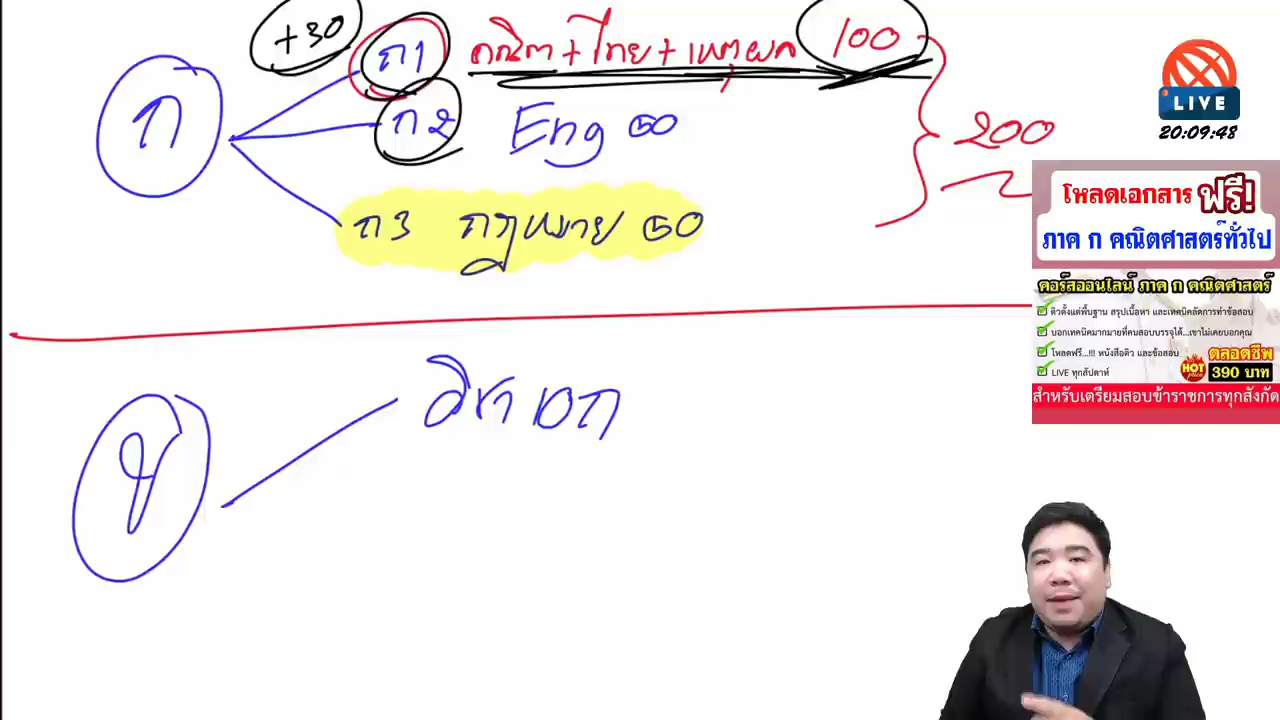 +30
ก1 คณิต+ไทย+เหตุผล 100
ก
ก2 Eng ๕๐
200
ก3 กฎหมาย ๕๐
ข
วิชาเอก
LIVE
20:09:48
โหลดเอกสาร ฟรี!
ภาค ก คณิตศาสตร์ทั่วไป
คอร์สออนไลน์ ภาค ก คณิตศาสตร์
ติวตั้งแต่พื้นฐาน สรุปเนื้อหา และเทคนิคลัดการทำข้อสอบ
บอกเทคนิคมากมายที่คนสอบบรรจุได้...เขาไม่เคยบอกคุณ
โหลดฟรี...!!! หนังสือติว และข้อสอบ
LIVE ทุกสัปดาห์
HOT
ตลอดชีพ
390 บาท
สำหรับเตรียมสอบข้าราชการทุกสังกัด